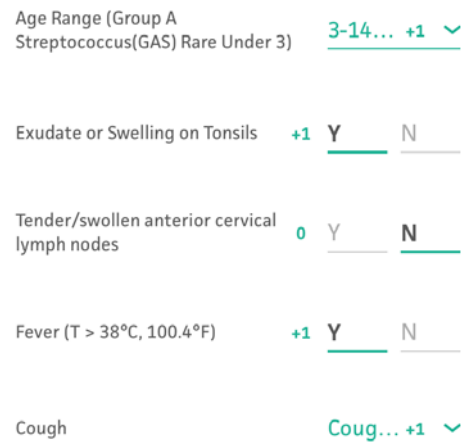 Age Range (Group A
Streptococcus(GAS) Rare Under 3)
3-14... +1
Exudate or Swelling on Tonsils +1 Y N
Tender/swollen anterior cervical
lymph nodes
0 Y N
Fever (T > 38°C, 100.4°F) +1 Y N
Cough Coug... +1